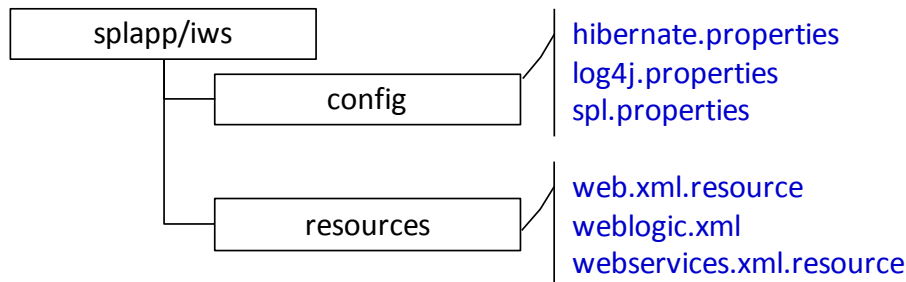 splapp/iws
config
hibernate.properties
log4j.properties
spl.properties
resources
web.xml.resource
weblogic.xml
webservices.xml.resource